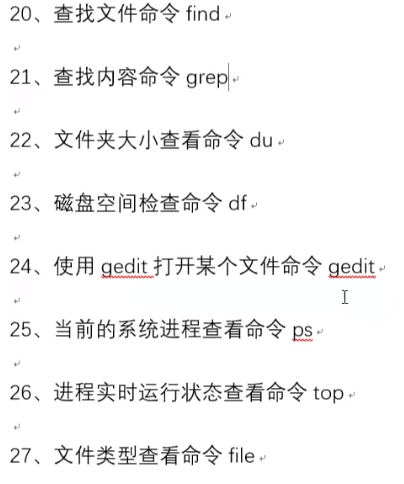 20、查找文件命令 find
21、查找内容命令 grep
22、文件夹大小查看命令 du
23、磁盘空间检查命令 df
24、使用 gedit 打开某个文件命令 gedit
25、当前的系统进程查看命令 ps
26、进程实时运行状态查看命令 top
27、文件类型查看命令 file